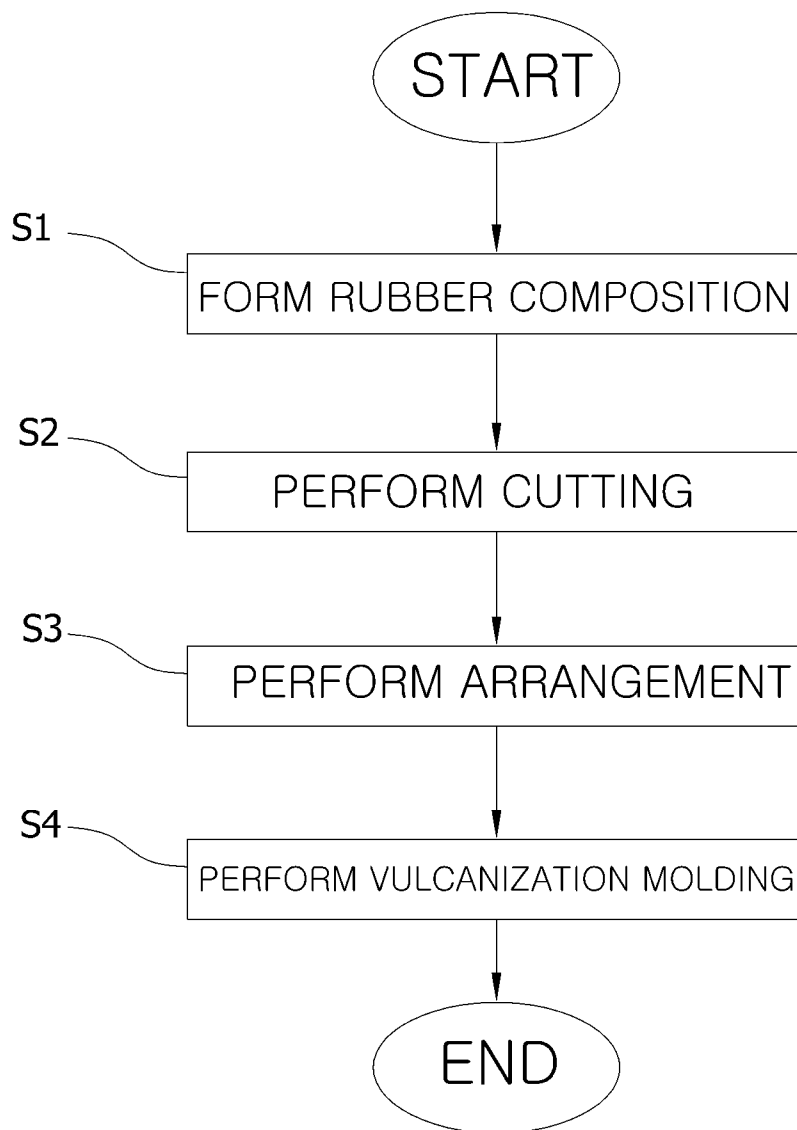 START
S1
FORM RUBBER COMPOSITION
S2
PERFORM CUTTING
S3
PERFORM ARRANGEMENT
S4
PERFORM VULCANIZATION MOLDING
END